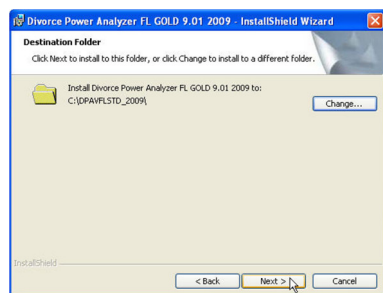 Divorce Power Analyzer FL GOLD 9.01 2009 - InstallShield Wizard
Destination Folder
Click Next to install to this folder, or click Change to install to a different folder.
Install Divorce Power Analyzer FL GOLD 9.01 2009 to:
C:\DPAVFLSTD_2009\
Change...
InstallShield
< Back
Next >
Cancel